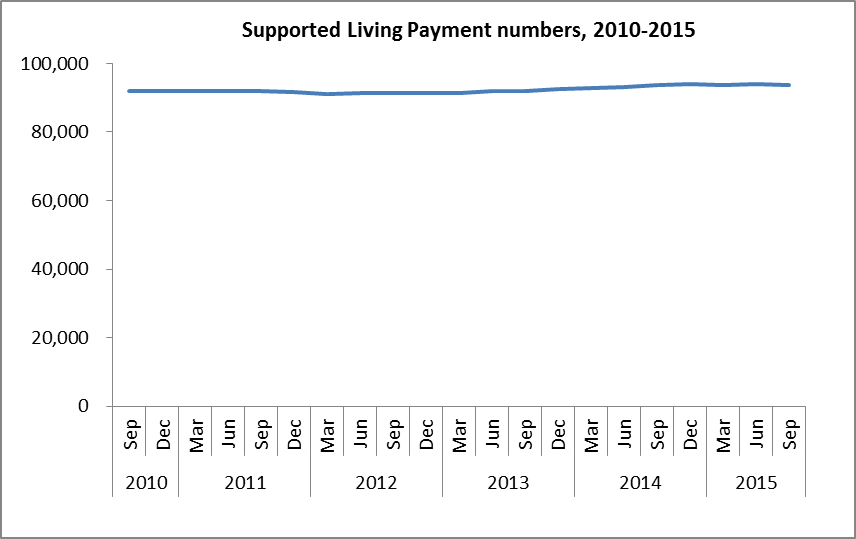 Supported Living Payment numbers, 2010-2015
100,000
80,000
60,000
40,000
20,000
0
Sep Dec Mar Jun Sep Dec Mar Jun Sep Dec Mar Jun Sep Dec Mar Jun Sep Dec Mar Jun Sep
2010 2011 2012 2013 2014 2015